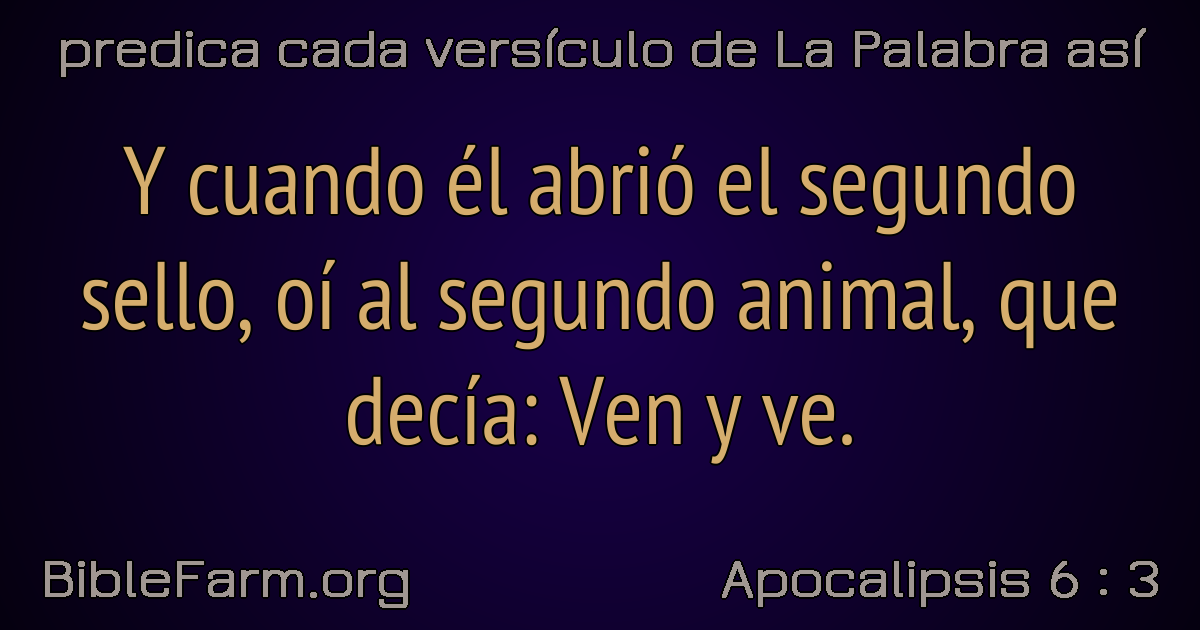 predica cada versículo de La Palabra así
Y cuando él abrió el segundo
sello, oí al segundo animal, que
decía: Ven y ve.
BibleFarm.org
Apocalipsis 6 : 3